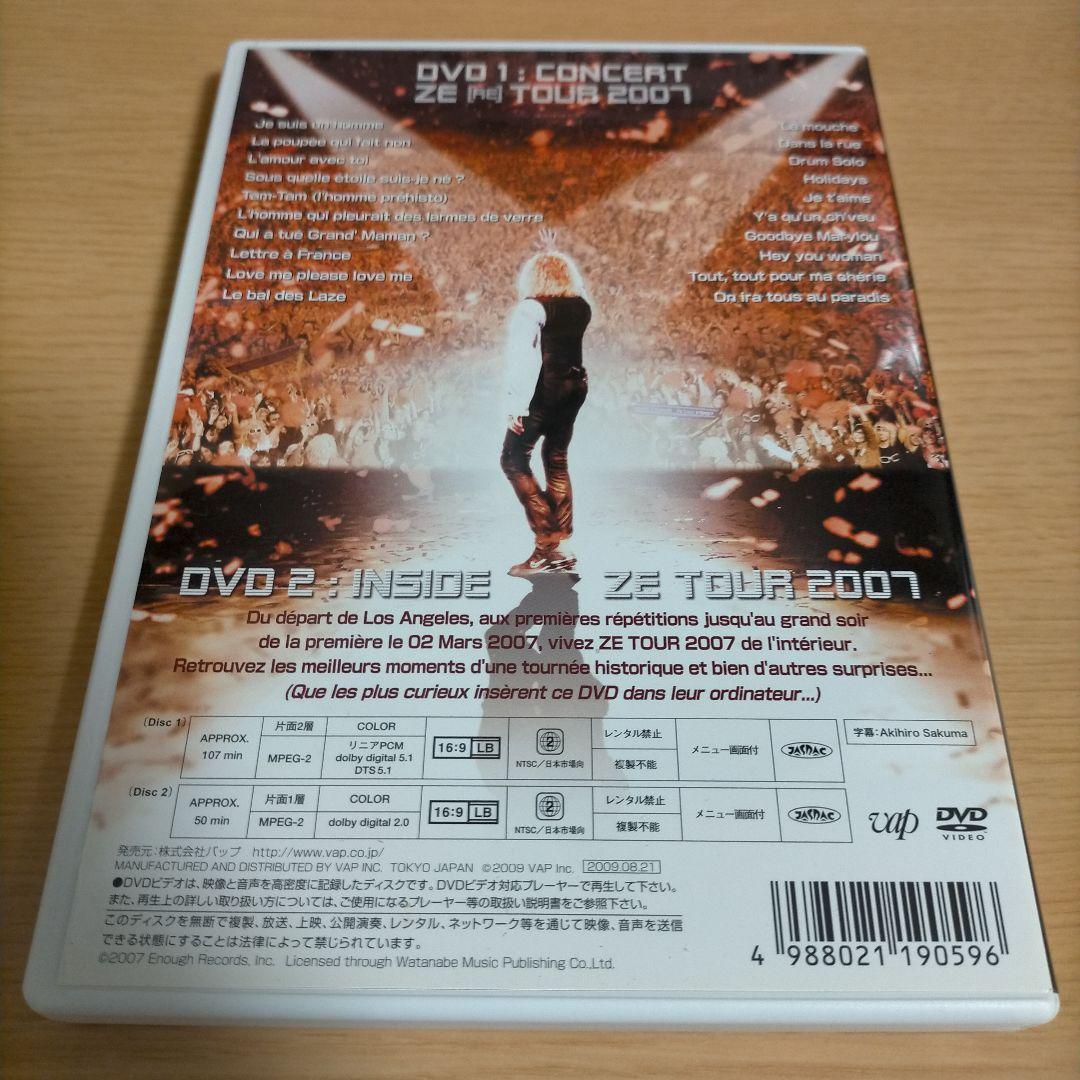 DVD 1 : CONCERT
ZE [RE] TOUR 2007
Je suis un homme
La poupée qui fait non
L'amour avec toi
Sous quelle étoile suis-je né ?
Tam-Tam (l'homme préhisto)
L'homme qui pleurait des larmes de verre
Qui a tué Grand' Maman ?
Lettre à France
Love me please love me
Le bal des Laze
La mouche
Dans la rue
Drum Solo
Holidays
Je t'aime
Y'a qu'un ch'veu
Goodbye Marylou
Hey you woman
Tout, tout pour ma chérie
On ira tous au paradis
DVD 2 : INSIDE ZE TOUR 2007
Du départ de Los Angeles, aux premières répétitions jusqu'au grand soir
de la première le 02 Mars 2007, vivez ZE TOUR 2007 de l'intérieur.
Retrouvez les meilleurs moments d'une tournée historique et bien d'autres surprises...
(Que les plus curieux insèrent ce DVD dans leur ordinateur...)
(Disc 1)
APPROX.
107 min
片面2層
MPEG-2
COLOR
リニアPCM
dolby digital 5.1
DTS 5.1
16:9 LB
2
NTSC/日本市場向
レンタル禁止
複製不能
メニュー画面付
JASRAC
字幕:Akihiro Sakuma
(Disc 2)
APPROX.
50 min
片面1層
MPEG-2
COLOR
dolby digital 2.0
16:9 LB
2
NTSC/日本市場向
レンタル禁止
複製不能
メニュー画面付
JASRAC
vap
DVD
VIDEO
発売元:株式会社バップ http://www.vap.co.jp/
MANUFACTURED AND DISTRIBUTED BY VAP INC. TOKYO JAPAN ©2009 VAP Inc. 2009.08.21
●DVDビデオは、映像と音声を高密度に記録したディスクです。DVDビデオ対応プレーヤーで再生して下さい。
また、再生上の詳しい取り扱い方については、ご使用になるプレーヤー等の取扱い説明書をご参照下さい。
このディスクを無断で複製、放送、上映、公開演奏、レンタル、ネットワーク等を通じて映像、音声を送信
できる状態にすることは法律によって禁じられています。
©2007 Enough Records, Inc. Licensed through Watanabe Music Publishing Co.,Ltd.
4 988021 190596